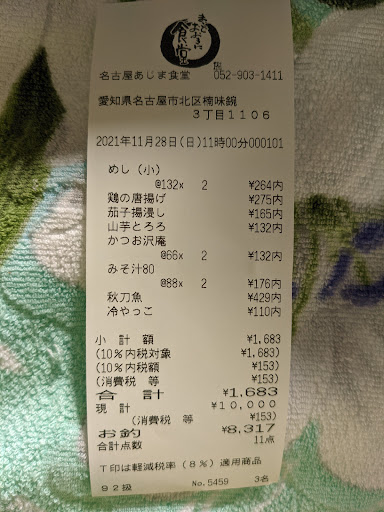 まいどおおきに
食堂
名古屋あじま食堂 ℡ 052-903-1411
愛知県名古屋市北区楠味鋺
３丁目１１０６
2021年11月28日(日)11時00分000101
めし（小）
@132x 2 ¥264内
鶏の唐揚げ ¥275内
茄子揚浸し ¥165内
山芋とろろ ¥132内
かつお沢庵
@66x 2 ¥132内
みそ汁80
@88x 2 ¥176内
秋刀魚 ¥429内
冷やっこ ¥110内
小 計 額 ¥1,683
(10％内税対象 ¥1,683)
(10％内税額 ¥153)
(消費税 等 ¥153)
合 計 ¥1,683
現 計 ¥10,000
(消費税 等 ¥153)
お釣 ¥8,317
合計点数 11点
Ｔ印は軽減税率（８％）適用商品
９２扱 No.5459 3名